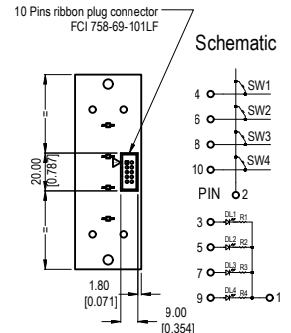 10 Pins ribbon plug connector
FCI 758-69-101LF
Schematic
=
20.00
[0.787]
=
1.80
[0.071]
9.00
[0.354]
4 SW1
6 SW2
8 SW3
10 SW4
PIN 2
3 DL1 R1
5 DL2 R2
7 DL3 R3
9 DL4 R4 1